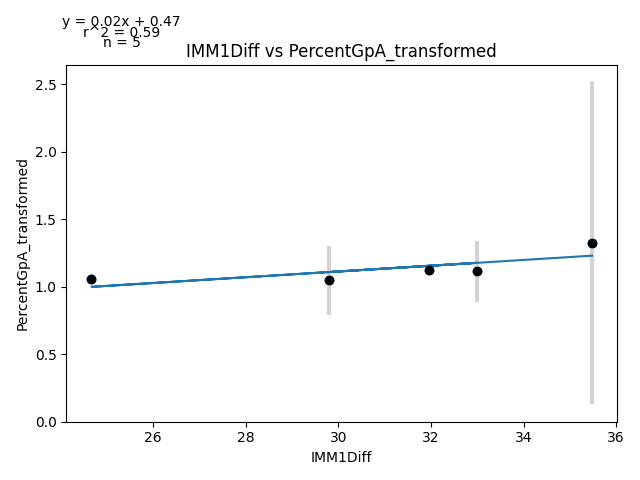 y = 0.02x + 0.47
r^2 = 0.59
n = 5
IMM1Diff vs PercentGpA_transformed
2.5
2.0
1.5
1.0
0.5
0.0
PercentGpA_transformed
26 28 30 32 34 36
IMM1Diff